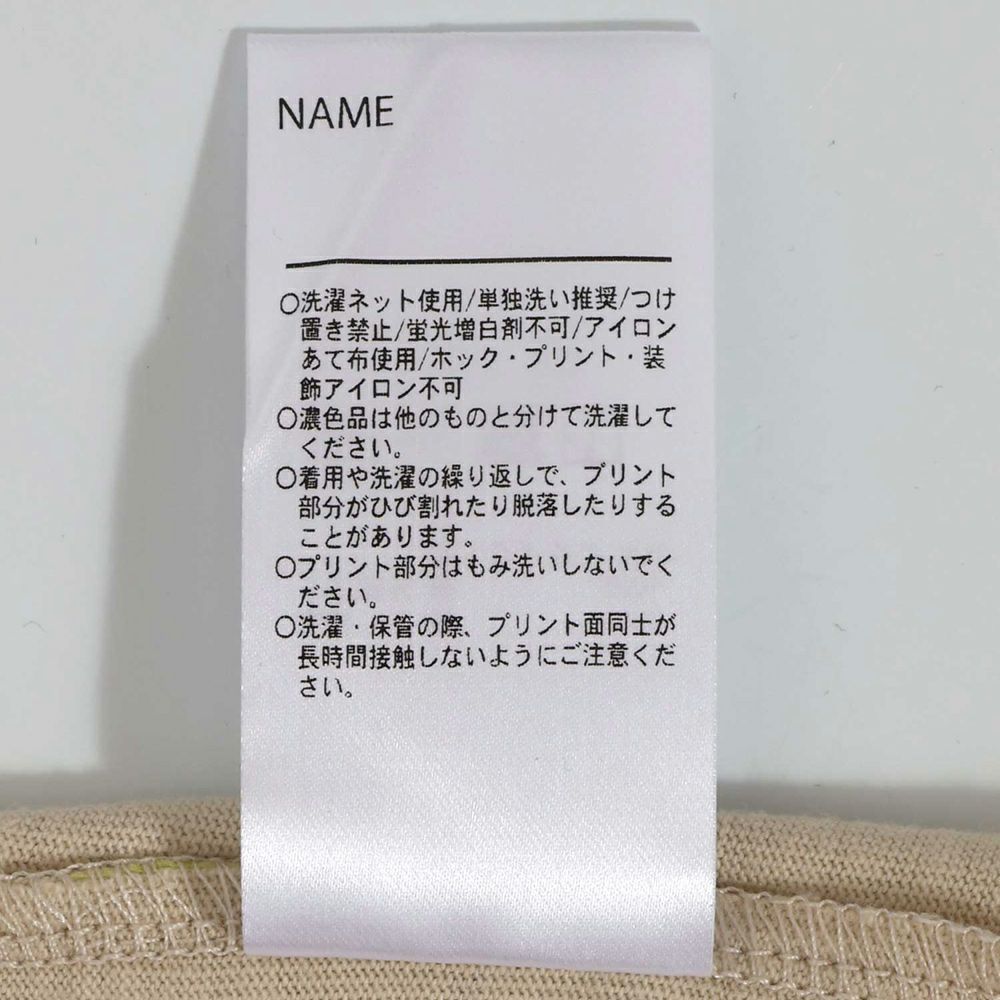 NAME
○洗濯ネット使用/単独洗い推奨/つけ
置き禁止/蛍光増白剤不可/アイロン
あて布使用/ホック・プリント・装
飾アイロン不可
○濃色品は他のものと分けて洗濯して
ください。
○着用や洗濯の繰り返しで、プリント
部分がひび割れたり脱落したりする
ことがあります。
○プリント部分はもみ洗いしないでく
ださい。
○洗濯・保管の際、プリント面同士が
長時間接触しないようにご注意くだ
さい。